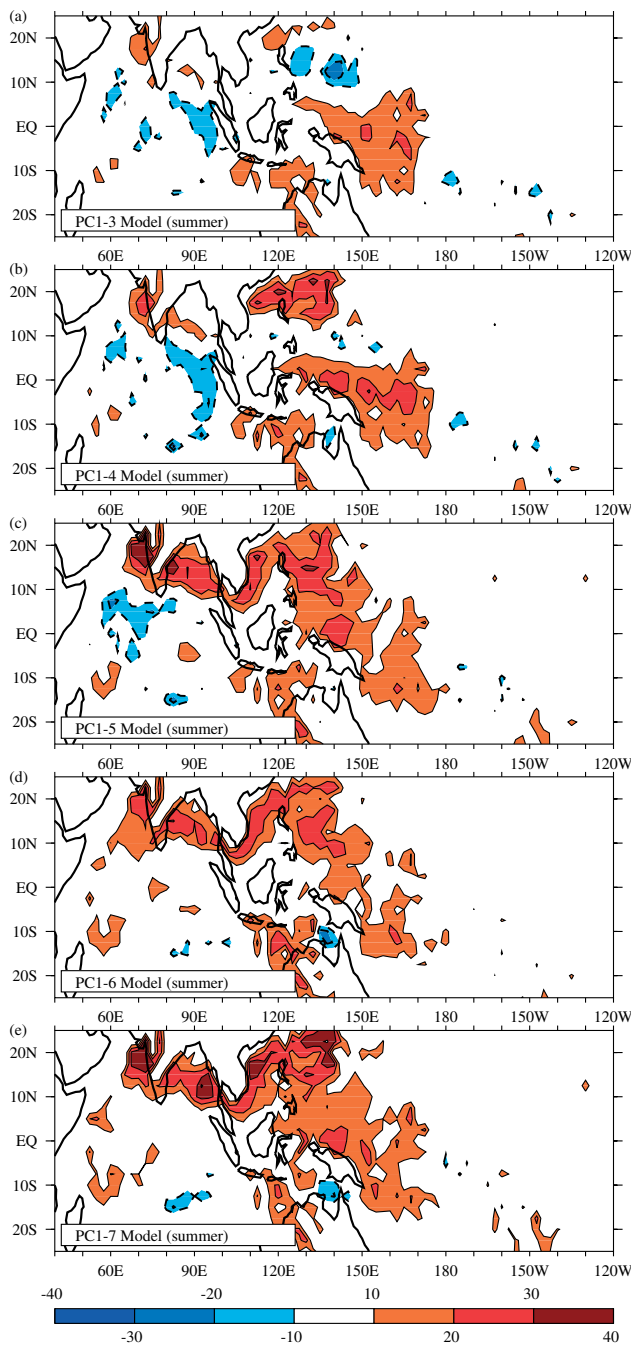 (a)
20N
10N
EQ
10S
20S
PC1-3 Model (summer)
60E 90E 120E 150E 180 150W 120W
(b)
20N
10N
EQ
10S
20S
PC1-4 Model (summer)
60E 90E 120E 150E 180 150W 120W
(c)
20N
10N
EQ
10S
20S
PC1-5 Model (summer)
60E 90E 120E 150E 180 150W 120W
(d)
20N
10N
EQ
10S
20S
PC1-6 Model (summer)
60E 90E 120E 150E 180 150W 120W
(e)
20N
10N
EQ
10S
20S
PC1-7 Model (summer)
60E 90E 120E 150E 180 150W 120W
-40 -20 10 30
-30 -10 20 40